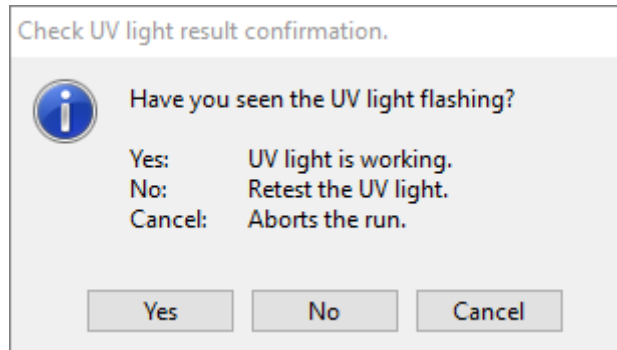 Check UV light result confirmation.
Have you seen the UV light flashing?
Yes: UV light is working.
No: Retest the UV light.
Cancel: Aborts the run.
Yes No Cancel